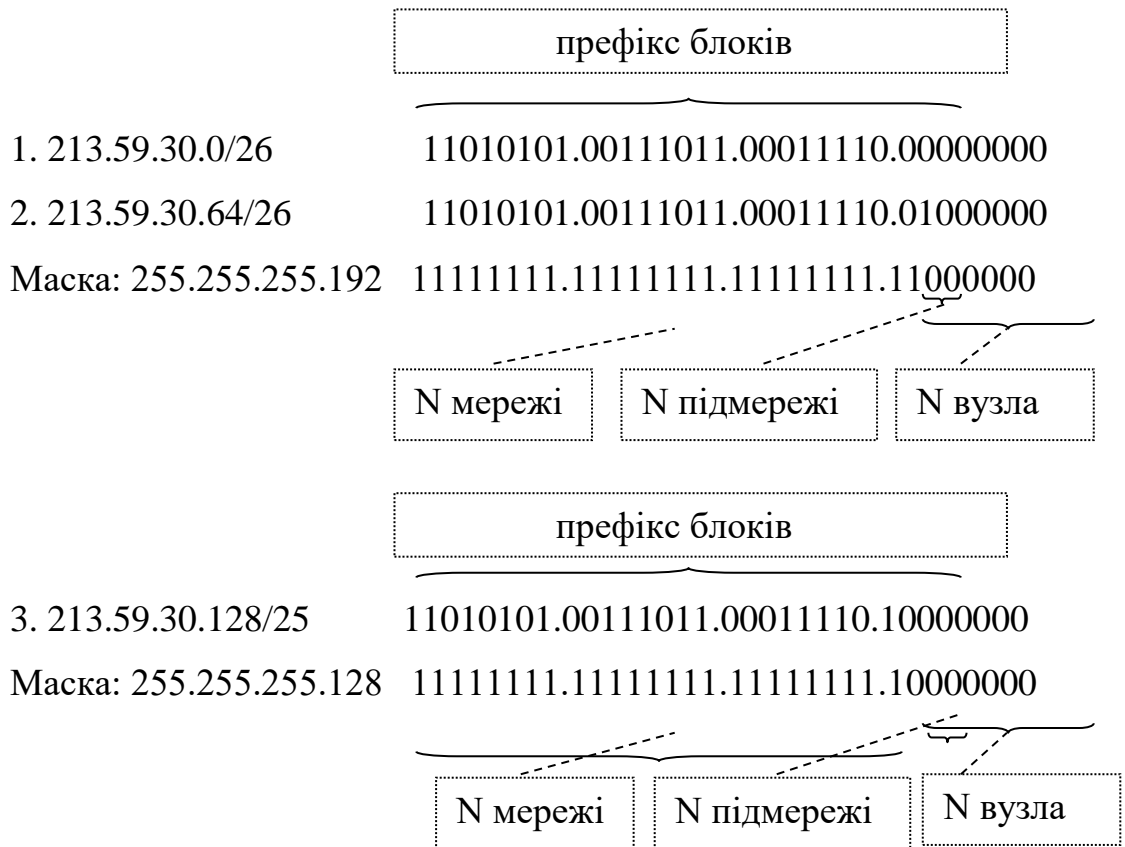 префікс блоків
1. 213.59.30.0/26 11010101.00111011.00011110.00000000
2. 213.59.30.64/26 11010101.00111011.00011110.01000000
Маска: 255.255.255.192 11111111.11111111.11111111.11000000
N мережі N підмережі N вузла
префікс блоків
3. 213.59.30.128/25 11010101.00111011.00011110.10000000
Маска: 255.255.255.128 11111111.11111111.11111111.10000000
N мережі N підмережі N вузла